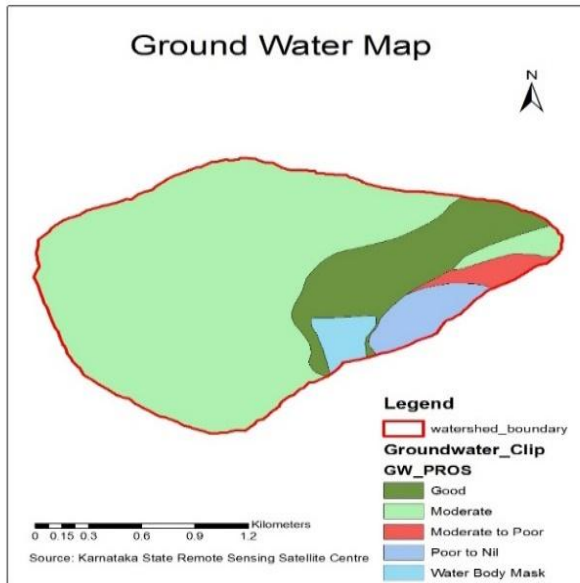 Ground Water Map
N
Legend
watershed_boundary
Groundwater_Clip
GW_PROS
Good
Moderate
Moderate to Poor
Poor to Nil
Water Body Mask
Kilometers
0 0.15 0.3 0.6 0.9 1.2
Source: Karnataka State Remote Sensing Satellite Centre